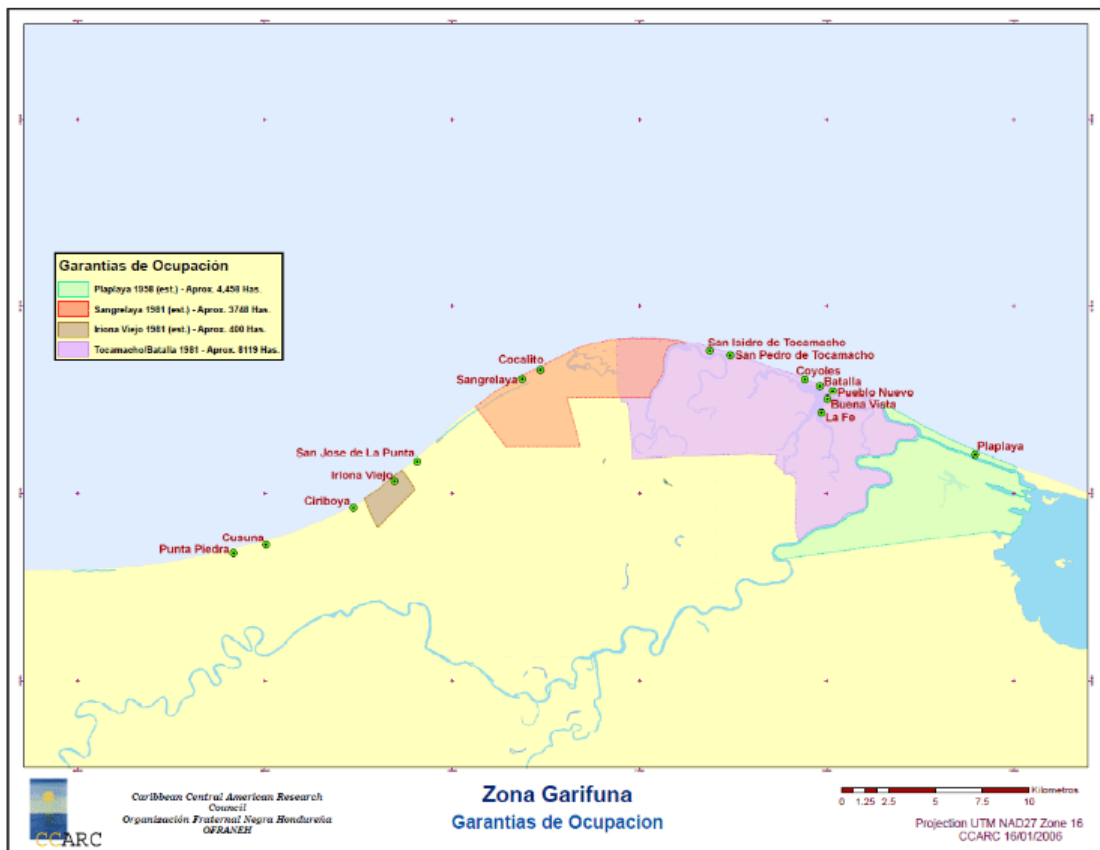 Garantías de Ocupación
Plaplaya 1958 (est.) - Aprox. 4,458 Has.
Sangrelaya 1981 (est.) - Aprox. 3748 Has.
Iriona Viejo 1981 (est.) - Aprox. 400 Has.
Tocamacho/Batalla 1981 - Aprox. 8119 Has.
San Isidro de Tocamacho
San Pedro de Tocamacho
Cocalito
Sangrelaya
Coyoles
Batalla
Pueblo Nuevo
Buena Vista
La Fe
Plaplaya
San Jose de La Punta
Iriona Viejo
Ciriboya
Cusuna
Punta Piedra
CCARC
Caribbean Central American Research
Council
Organización Fraternal Negra Hondureña
OFRANEH
Zona Garifuna
Garantias de Ocupacion
Kilometros
0 1.25 2.5 5 7.5 10
Projection UTM NAD27 Zone 16
CCARC 16/01/2006